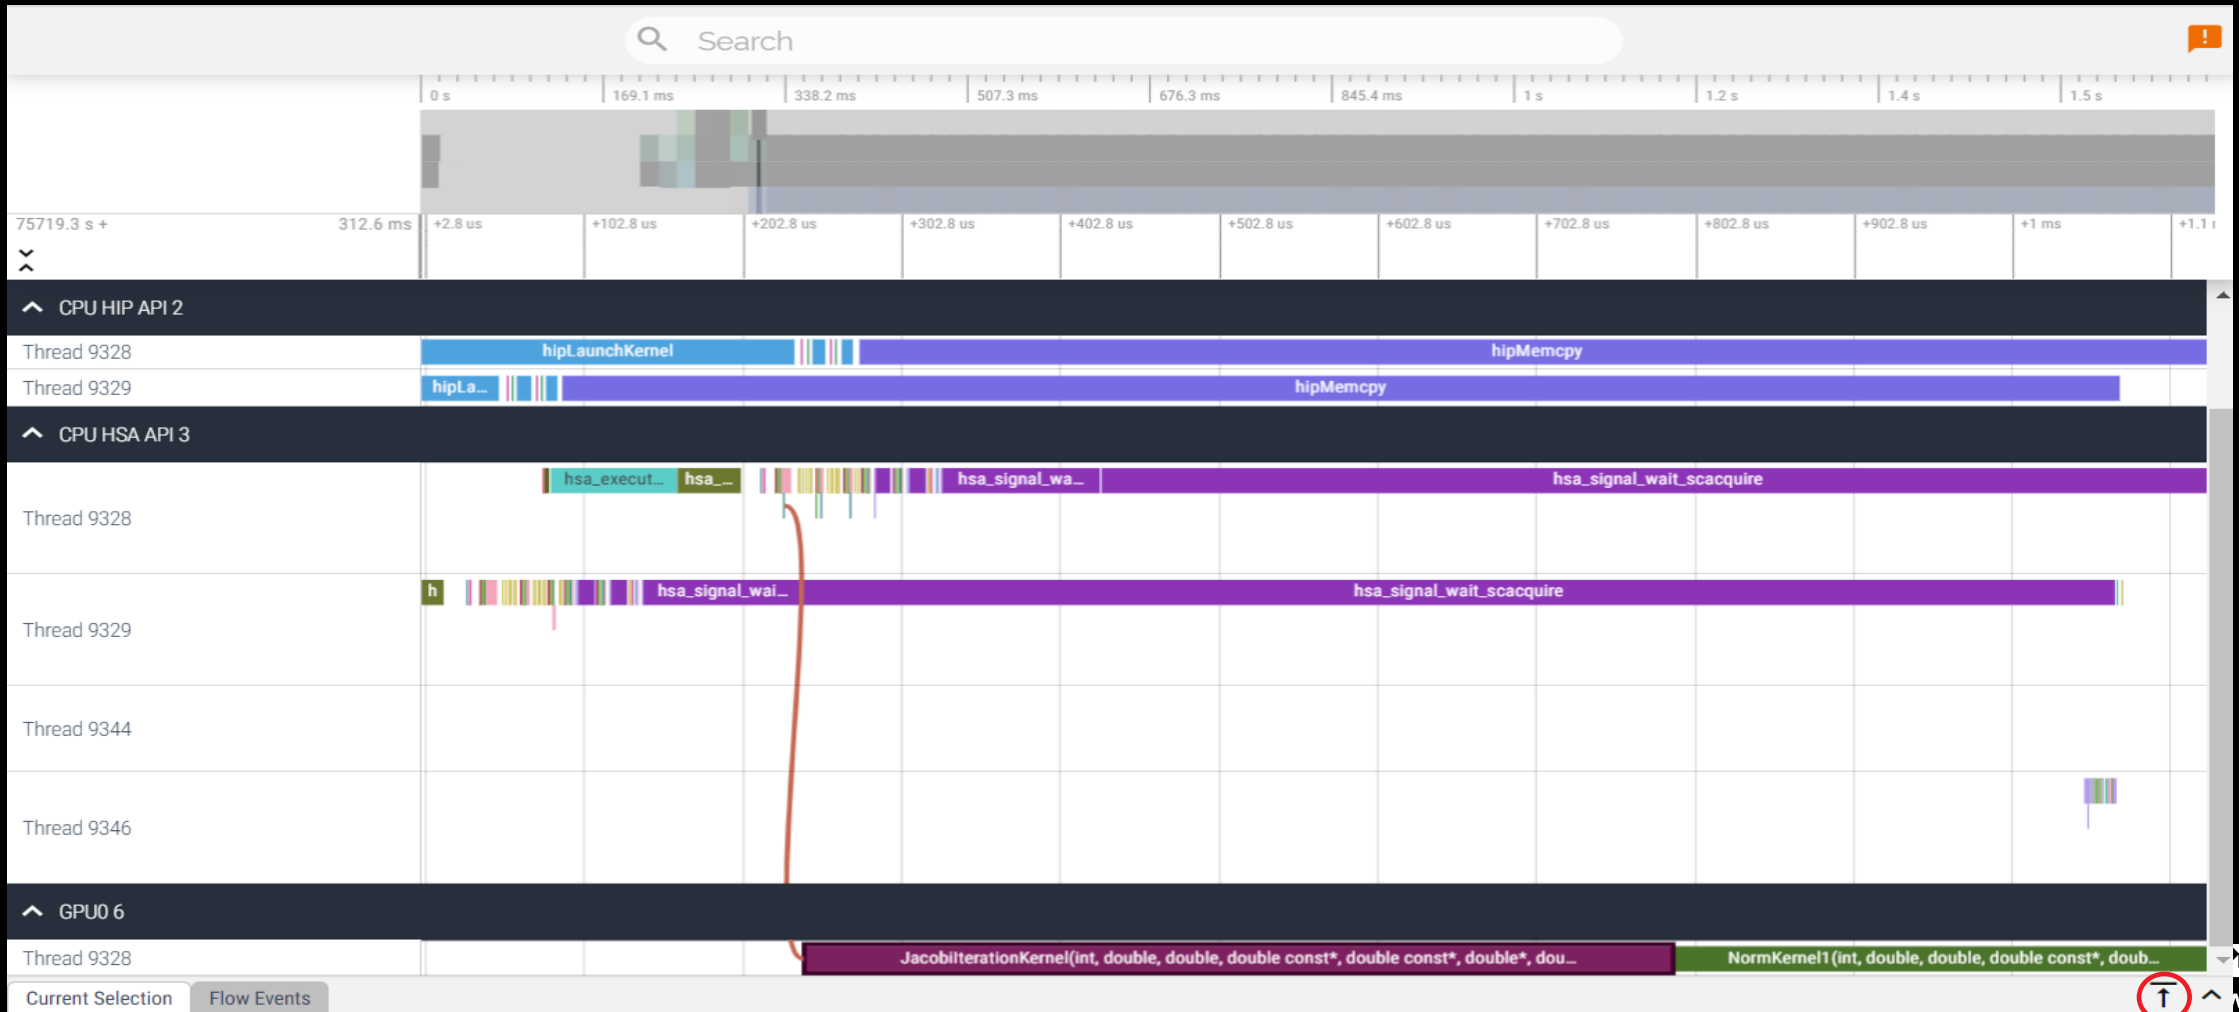 Search
0 s 169.1 ms 338.2 ms 507.3 ms 676.3 ms 845.4 ms 1 s 1.2 s 1.4 s 1.5 s
75719.3 s + 312.6 ms +2.8 us +102.8 us +202.8 us +302.8 us +402.8 us +502.8 us +602.8 us +702.8 us +802.8 us +902.8 us +1 ms +1.1
CPU HIP API 2
Thread 9328 hipLaunchKernel hipMemcpy
Thread 9329 hipLa... hipMemcpy
CPU HSA API 3
hsa_execut... hsa_... hsa_signal_wa... hsa_signal_wait_scacquire
Thread 9328
h hsa_signal_wai... hsa_signal_wait_scacquire
Thread 9329
Thread 9344
Thread 9346
GPU0 6
Thread 9328 JacobiIterationKernel(int, double, double, double const*, double const*, double*, dou... NormKernel1(int, double, double, double const*, doub...
Current Selection Flow Events